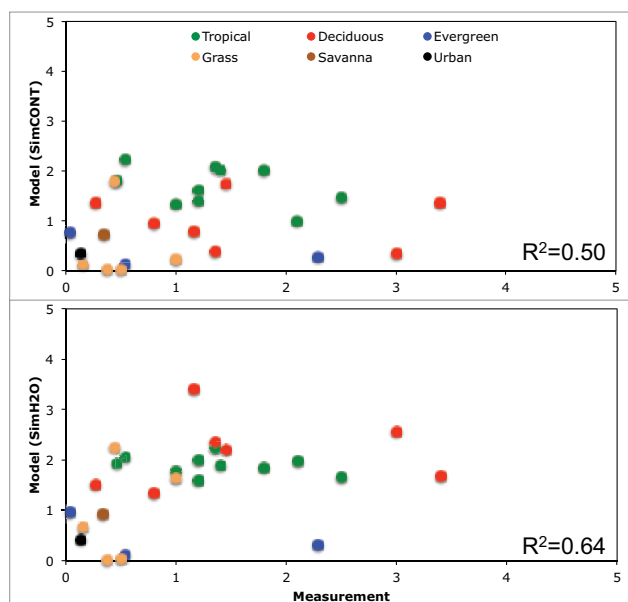 5
Tropical Deciduous Evergreen
Grass Savanna Urban
4
3
2
1
0
Model (SimCONT)
R²=0.50
0 1 2 3 4 5
5
4
3
2
1
0
Model (SimH2O)
R²=0.64
0 1 2 3 4 5
Measurement